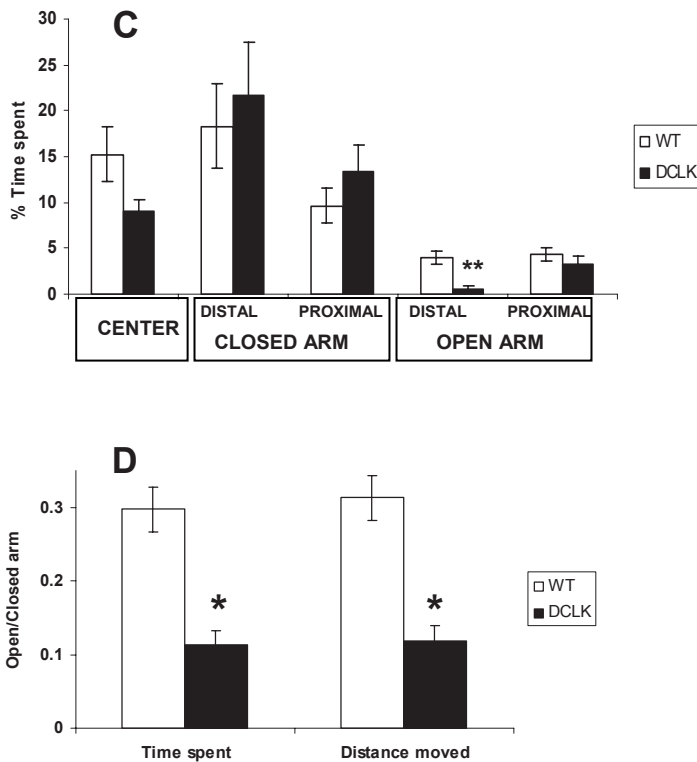 C
30
25
20
15
10
5
0
% Time spent
WT
DCLK
**
DISTAL PROXIMAL DISTAL PROXIMAL
CENTER CLOSED ARM OPEN ARM
D
0.3
0.2
0.1
0
Open/Closed arm
WT
DCLK
* *
Time spent Distance moved